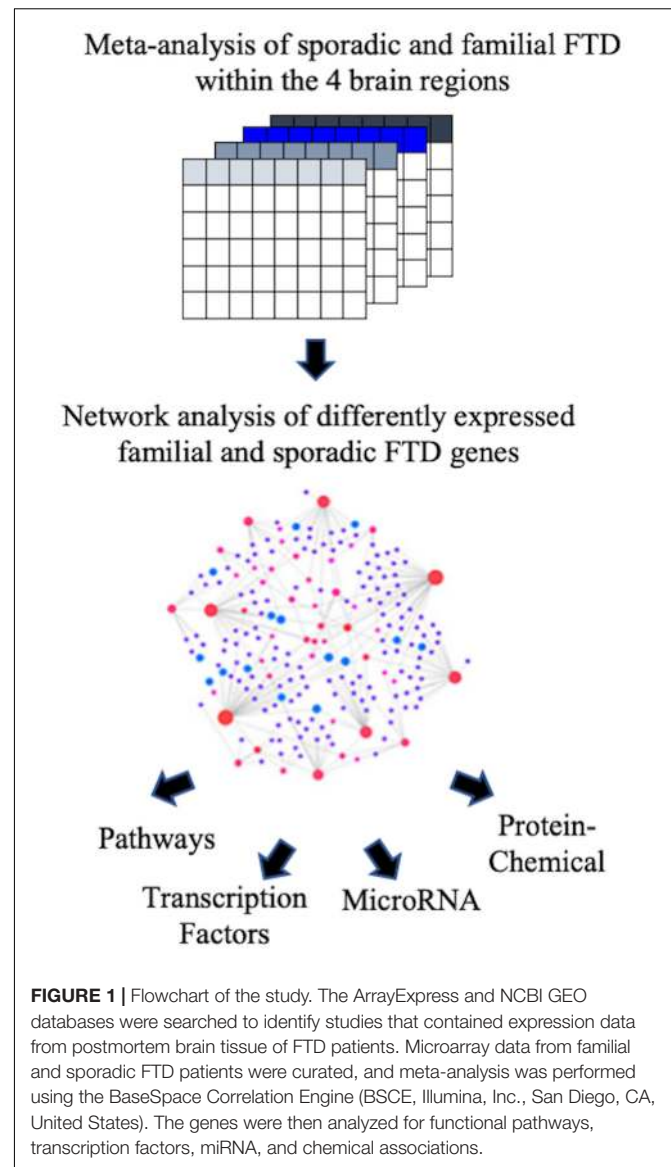 Meta-analysis of sporadic and familial FTD
within the 4 brain regions
Network analysis of differently expressed
familial and sporadic FTD genes
Pathways
Transcription
Factors
MicroRNA
Protein-
Chemical
FIGURE 1 | Flowchart of the study. The ArrayExpress and NCBI GEO
databases were searched to identify studies that contained expression data
from postmortem brain tissue of FTD patients. Microarray data from familial
and sporadic FTD patients were curated, and meta-analysis was performed
using the BaseSpace Correlation Engine (BSCE, Illumina, Inc., San Diego, CA,
United States). The genes were then analyzed for functional pathways,
transcription factors, miRNA, and chemical associations.